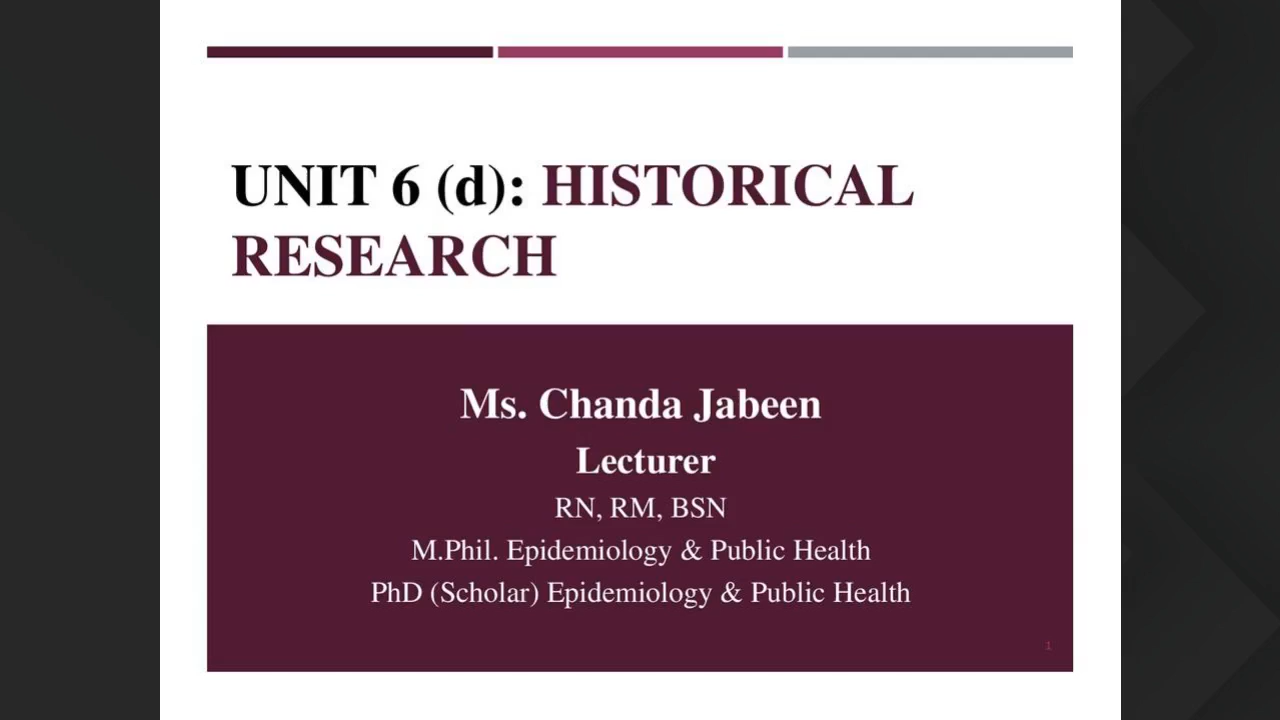 UNIT 6 (d): HISTORICAL
RESEARCH
Ms. Chanda Jabeen
Lecturer
RN, RM, BSN
M.Phil. Epidemiology & Public Health
PhD (Scholar) Epidemiology & Public Health
1